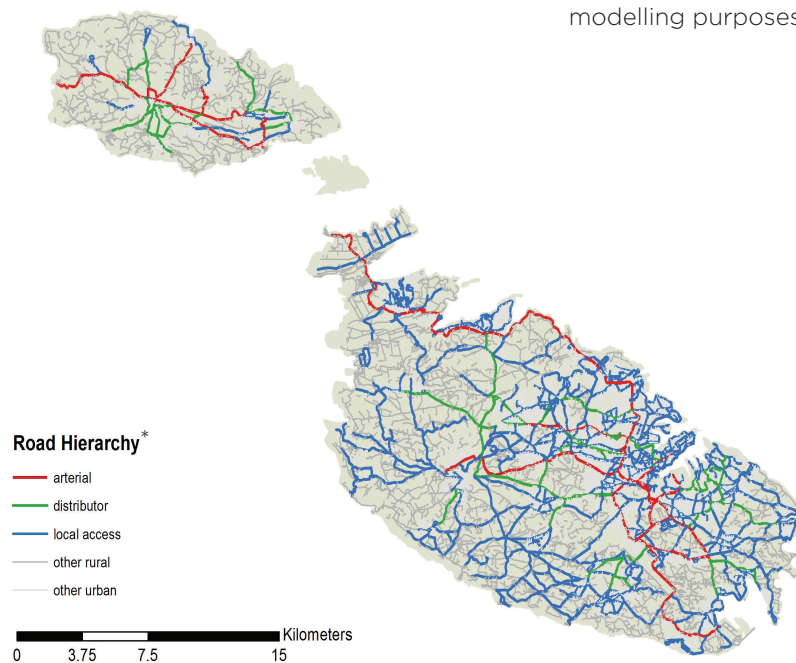 modelling purposes
Road Hierarchy*
arterial
distributor
local access
other rural
other urban
Kilometers
0 3.75 7.5 15